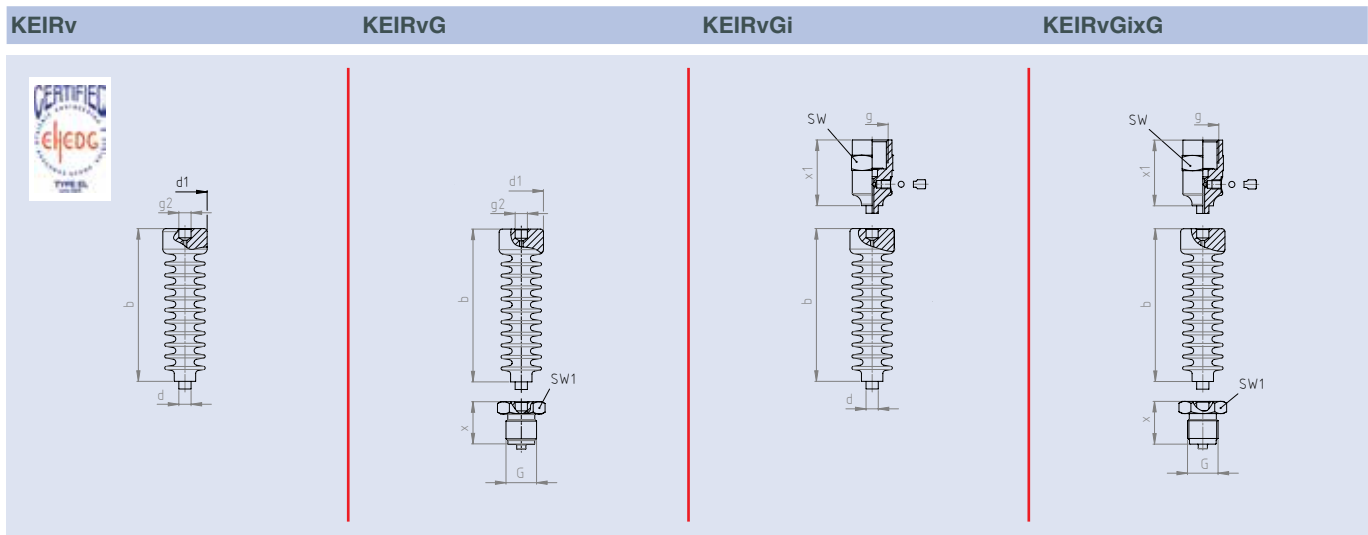 KEIRv KEIRvG KEIRvGi KEIRvGixG
CERTIFIED
EHEDG
TYPE EL
d1
g2
b
d
d1
g2
b
SW1
x
G
SW
g
x1
b
d
SW
g
x1
b
SW1
x
G